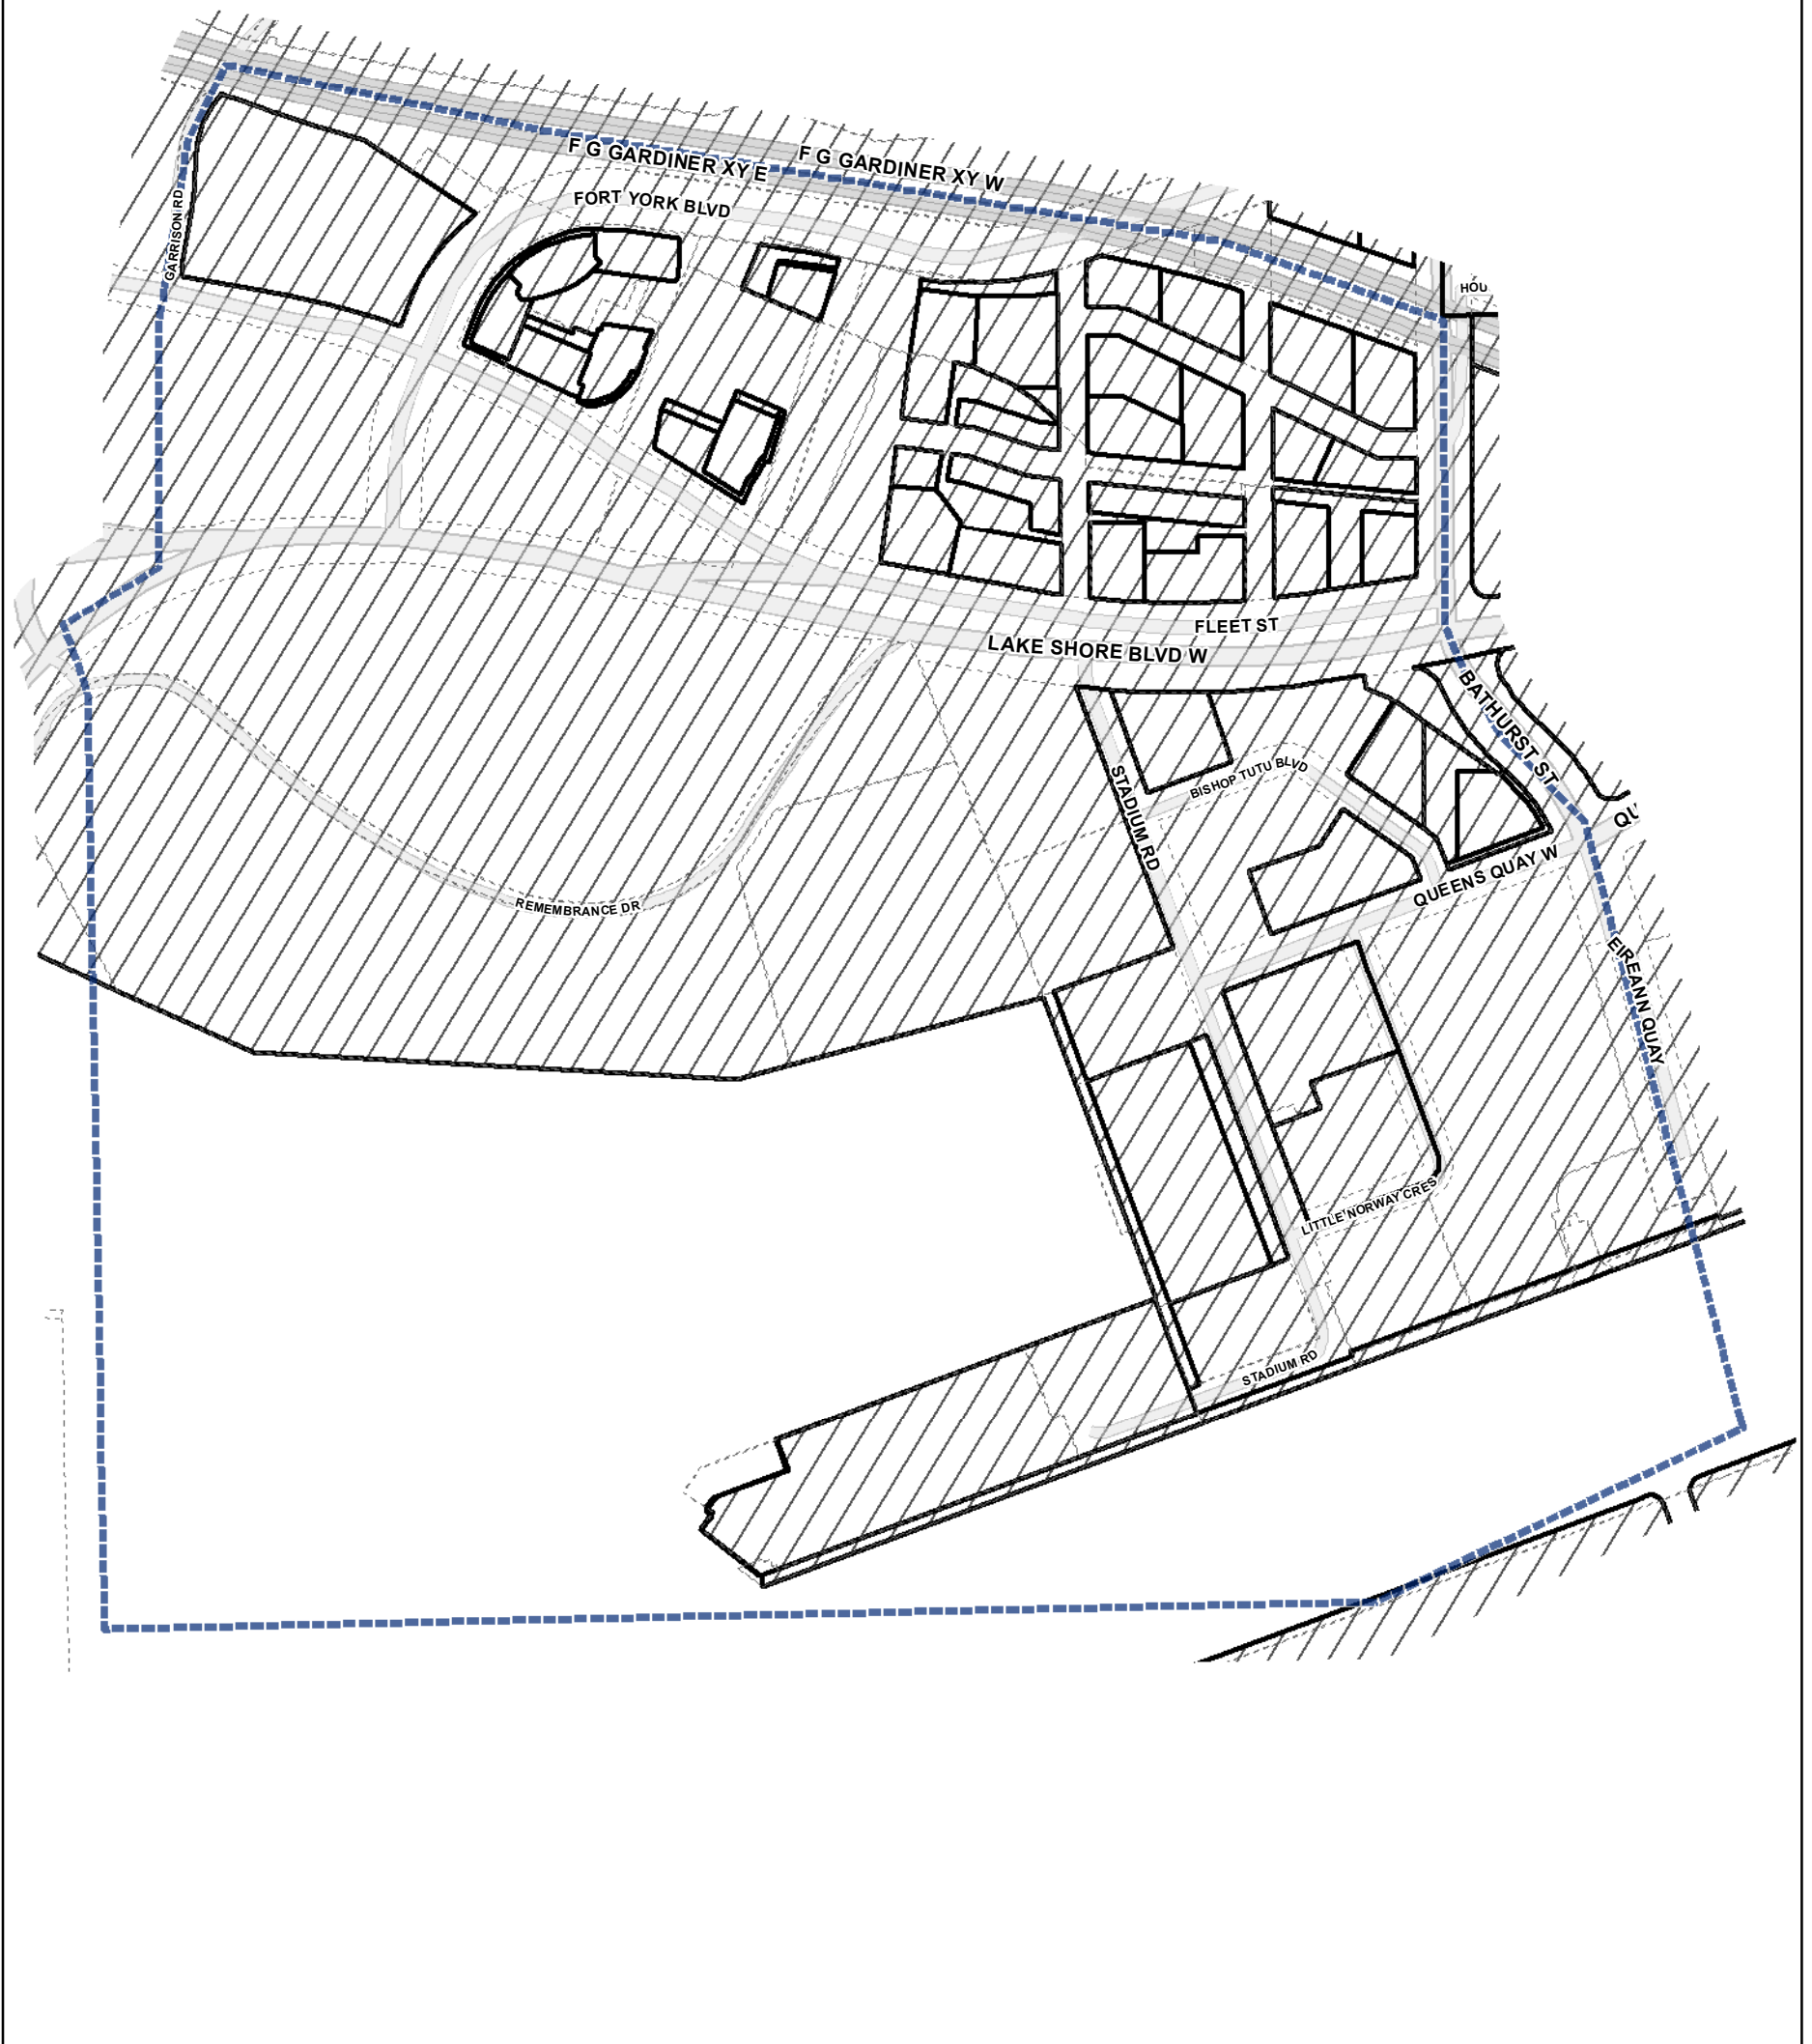 F G GARDINER XY E
F G GARDINER XY W
FORT YORK BLVD
GARRISON RD
HOU
FLEET ST
LAKE SHORE BLVD W
BATHURST ST
STADIUM RD
BISHOP TUTU BLVD
QU
QUEENS QUAY W
REMEMBRANCE DR
EIREANN QUAY
LITTLE NORWAY CRES
STADIUM RD